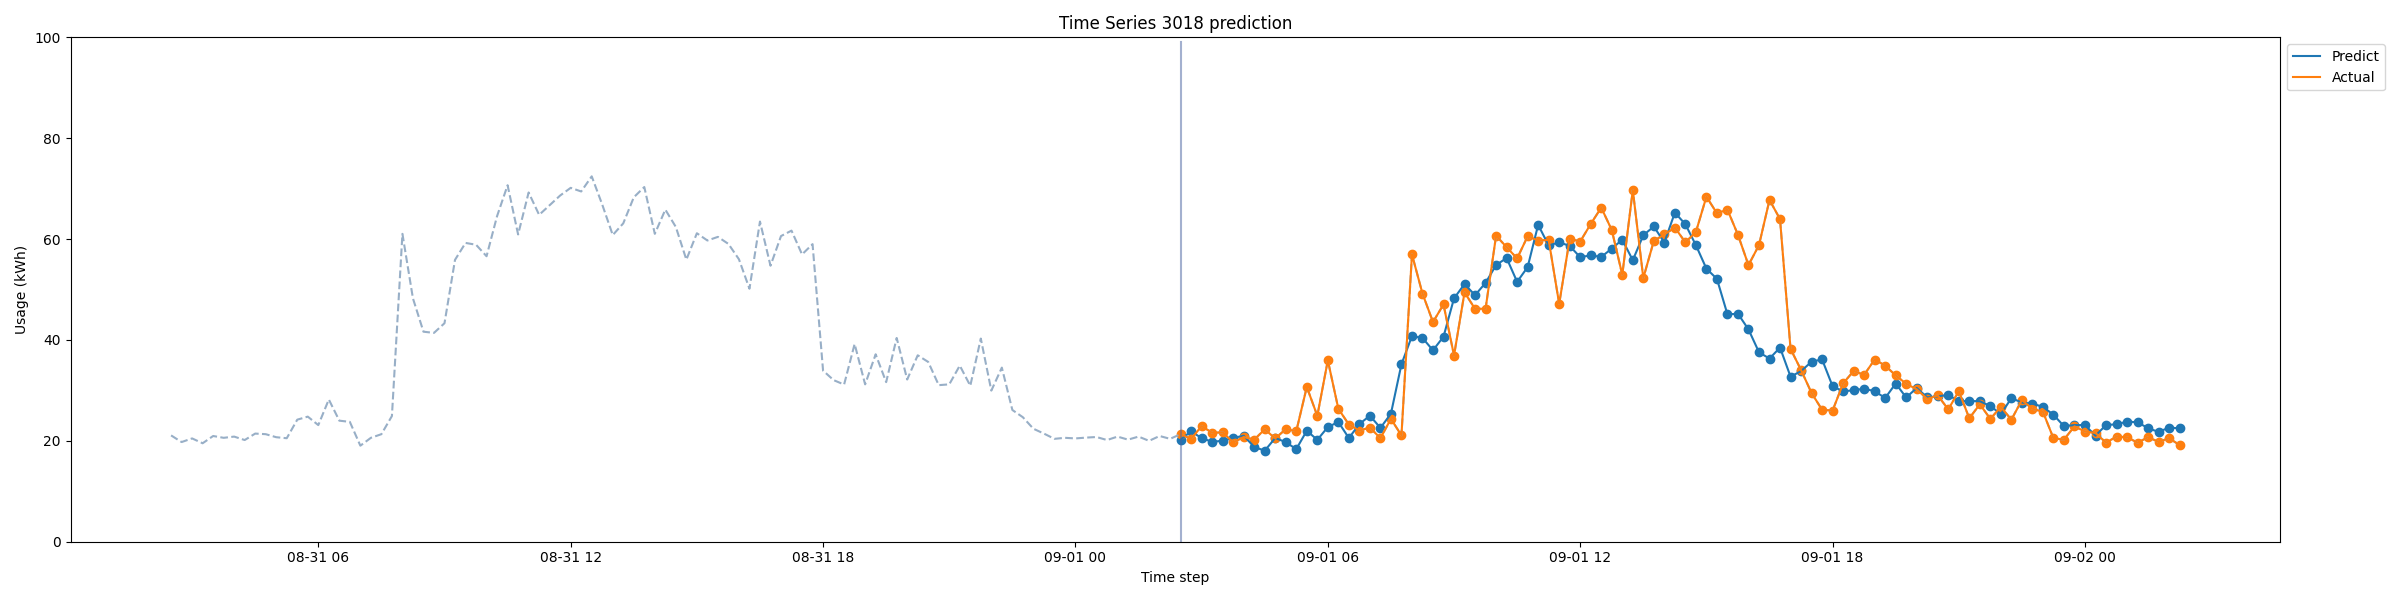 Time Series 3018 prediction
100
80
60
40
20
0
Usage (kWh)
08-31 06
08-31 12
08-31 18
09-01 00
09-01 06
09-01 12
09-01 18
09-02 00
Time step
Predict
Actual